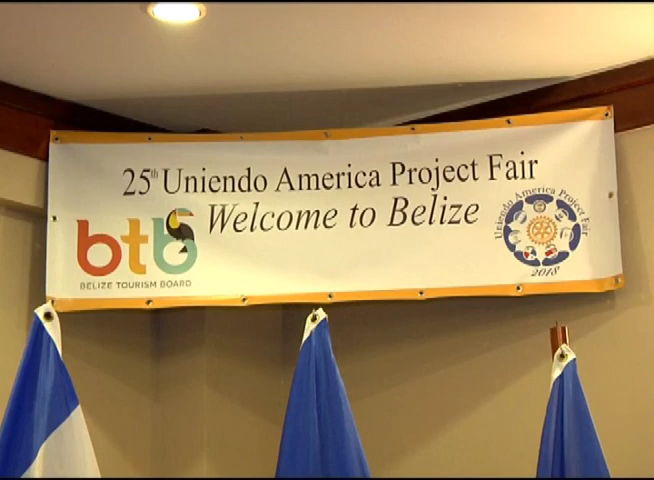 25th Uniendo America Project Fair
Welcome to Belize
btb
BELIZE TOURISM BOARD
Uniendo America Project Fair
2018